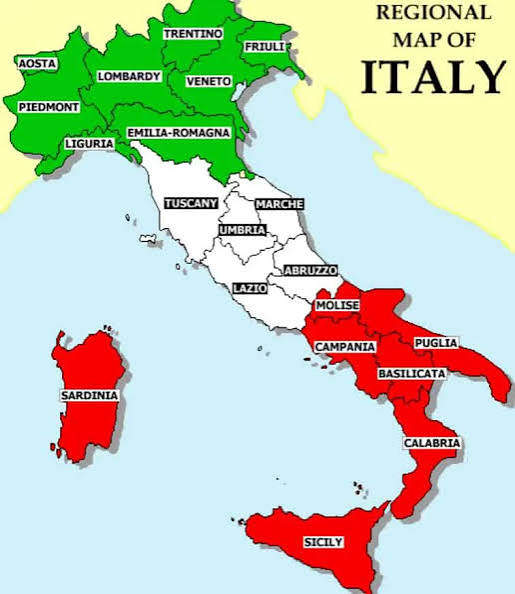 REGIONAL
MAP OF
ITALY
TRENTINO
FRIULI
AOSTA
LOMBARDY
VENETO
PIEDMONT
EMILIA-ROMAGNA
LIGURIA
TUSCANY
MARCHE
UMBRIA
ABRUZZO
LAZIO
MOLISE
CAMPANIA
PUGLIA
BASILICATA
SARDINIA
CALABRIA
SICILY